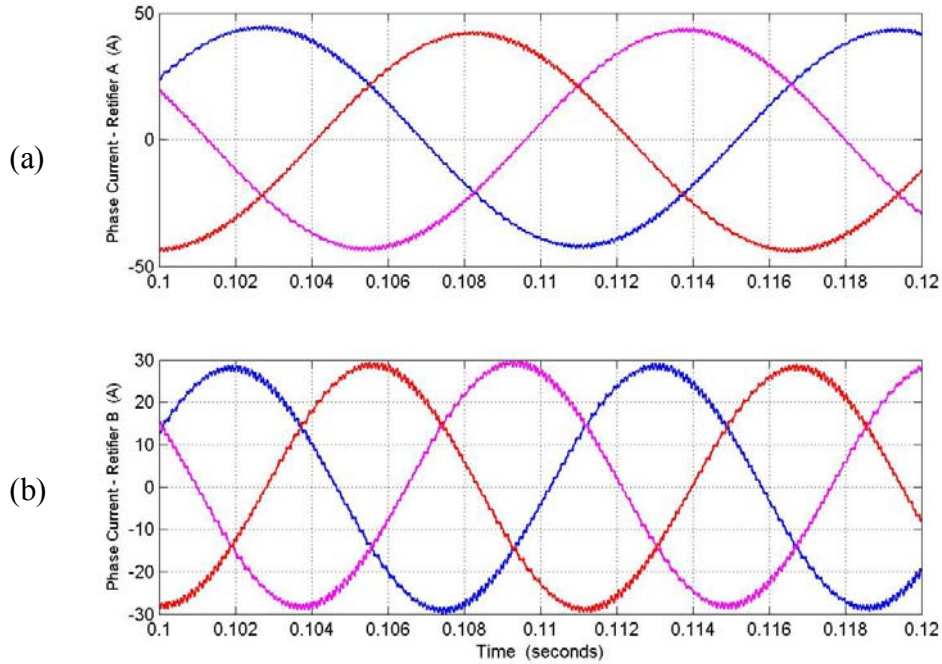 50
0
-50
Phase Current - Retifier A (A)
(a)
0.1 0.102 0.104 0.106 0.108 0.11 0.112 0.114 0.116 0.118 0.12
30
20
10
0
-10
-20
-30
Phase Current - Retifier B (A)
(b)
0.1 0.102 0.104 0.106 0.108 0.11 0.112 0.114 0.116 0.118 0.12
Time (seconds)